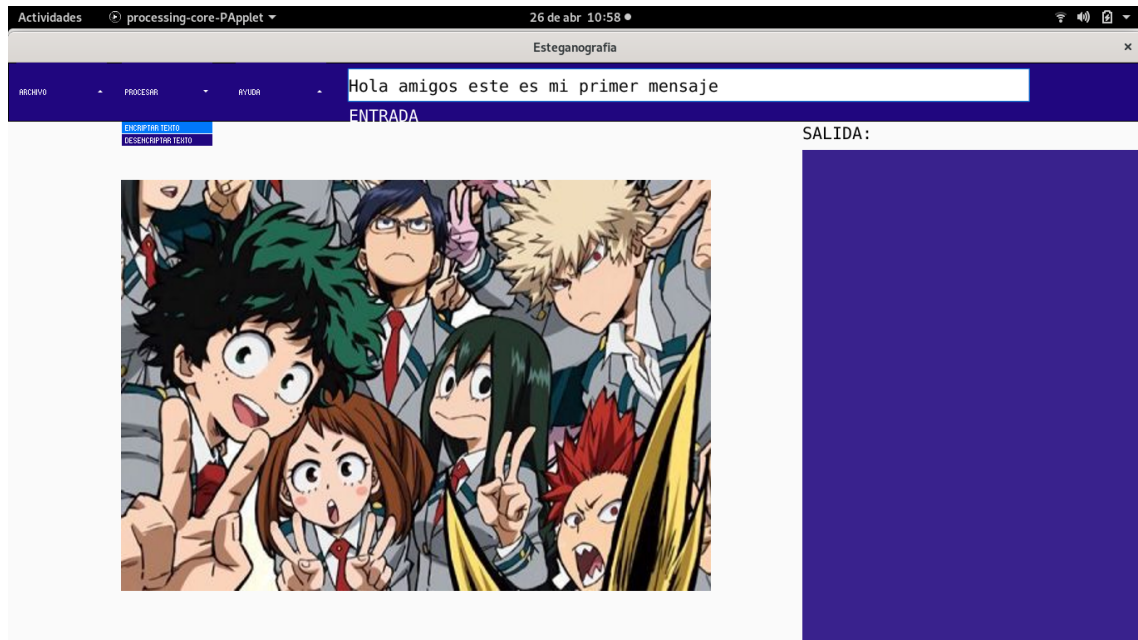 Actividades processing-core-PApplet 26 de abr 10:58
Esteganografia
ARCHIVO PROCESAR AYUDA Hola amigos este es mi primer mensaje
ENTRADA
ENCRIPTAR TEXTO
DESENCRIPTAR TEXTO
SALIDA: